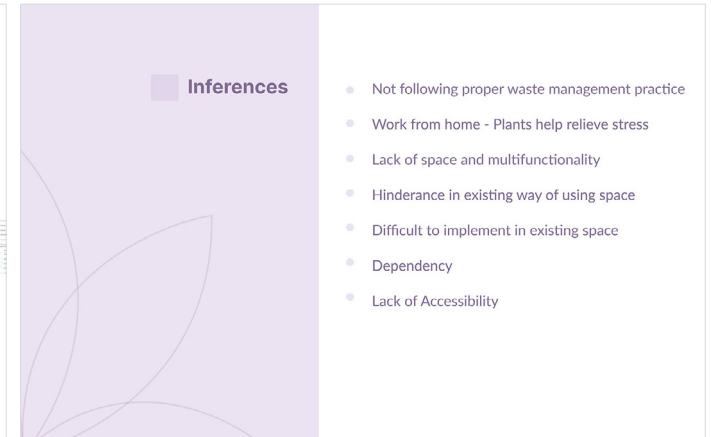 Inferences
Not following proper waste management practice
Work from home - Plants help relieve stress
Lack of space and multifunctionality
Hinderance in existing way of using space
Difficult to implement in existing space
Dependency
Lack of Accessibility